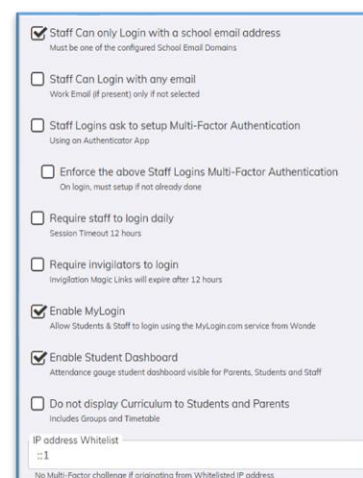 Staff Can only Login with a school email address
Must be one of the configured School Email Domains
Staff Can Login with any email
Work Email (if present) only if not selected
Staff Logins ask to setup Multi-Factor Authentication
Using an Authenticator App
Enforce the above Staff Logins Multi-Factor Authentication
On login, must setup if not already done
Require staff to login daily
Session Timeout 12 hours
Require invigilators to login
Invigilation Magic Links will expire after 12 hours
Enable MyLogin
Allow Students & Staff to login using the MyLogin.com service from Wonde
Enable Student Dashboard
Attendance gauge student dashboard visible for Parents, Students and Staff
Do not display Curriculum to Students and Parents
Includes Groups and Timetable
IP address Whitelist
::1
No Multi-Factor challenge if originating from Whitelisted IP address